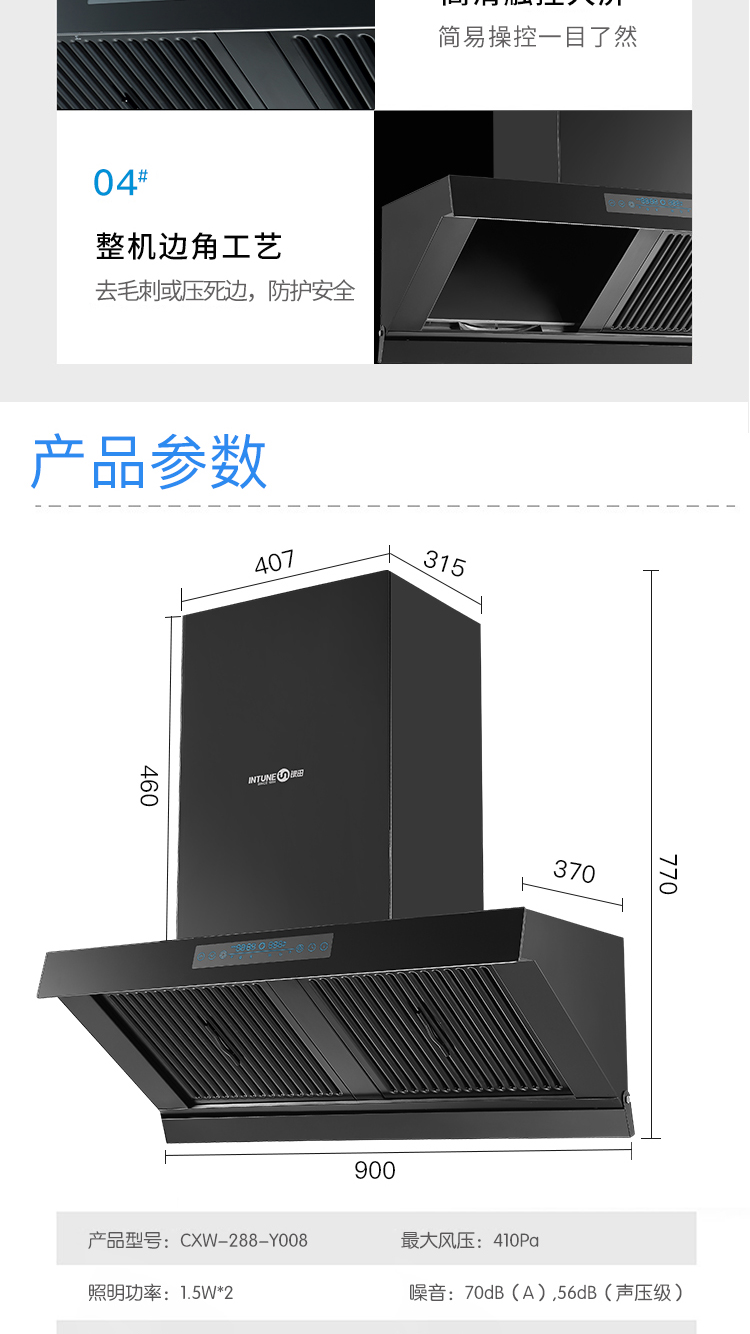 简易操控一目了然
04#
整机边角工艺
去毛刺或压死边，防护安全
产品参数
407
315
460
INTUNE
370
770
900
产品型号：CXW-288-Y008
最大风压：410Pa
照明功率：1.5W*2
噪音：70dB（A）,56dB（声压级）